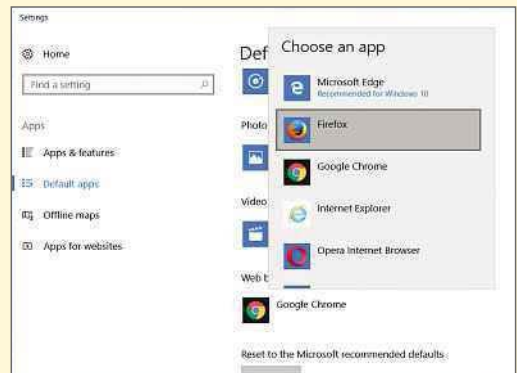 Settings
Home
Find a setting
Apps
Apps & features
Default apps
Offline maps
Apps for websites
Def
Photo
Video
Web b
Google Chrome
Reset to the Microsoft recommended defaults
Choose an app
Microsoft Edge
Recommended for Windows 10
Firefox
Google Chrome
Internet Explorer
Opera Internet Browser